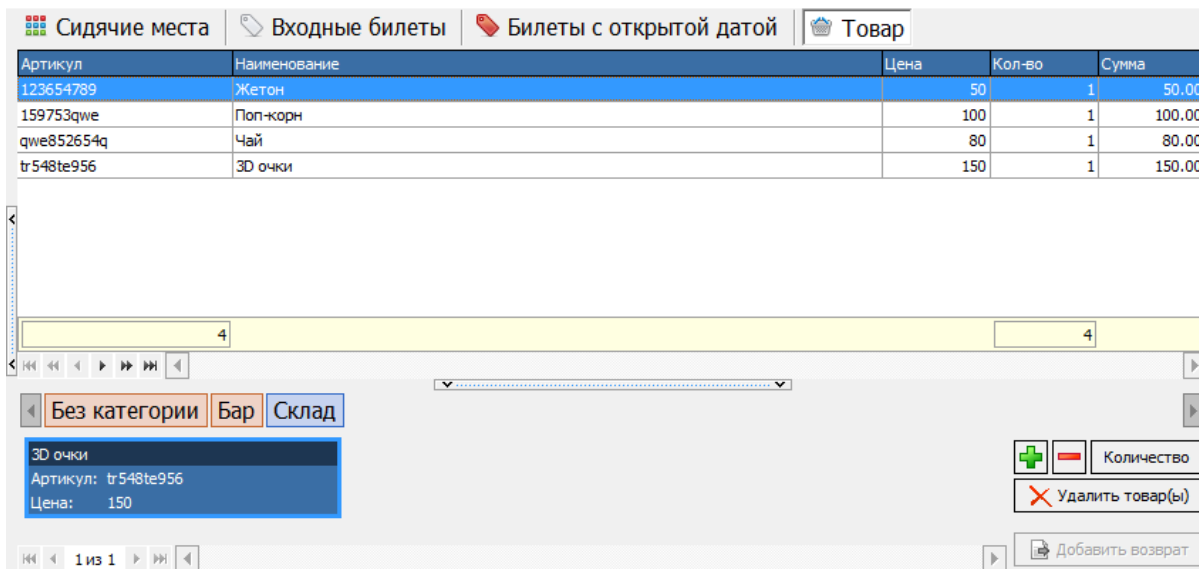 Сидячие места Входные билеты Билеты с открытой датой Товар
Артикул Наименование Цена Кол-во Сумма
123654789 Жетон 50 1 50.00
159753qwe Поп-корн 100 1 100.00
qwe852654q Чай 80 1 80.00
tr548te956 3D очки 150 1 150.00
4 4
Без категории Бар Склад
3D очки
Артикул: tr548te956
Цена: 150
Количество
Удалить товар(ы)
Добавить возврат
1 из 1